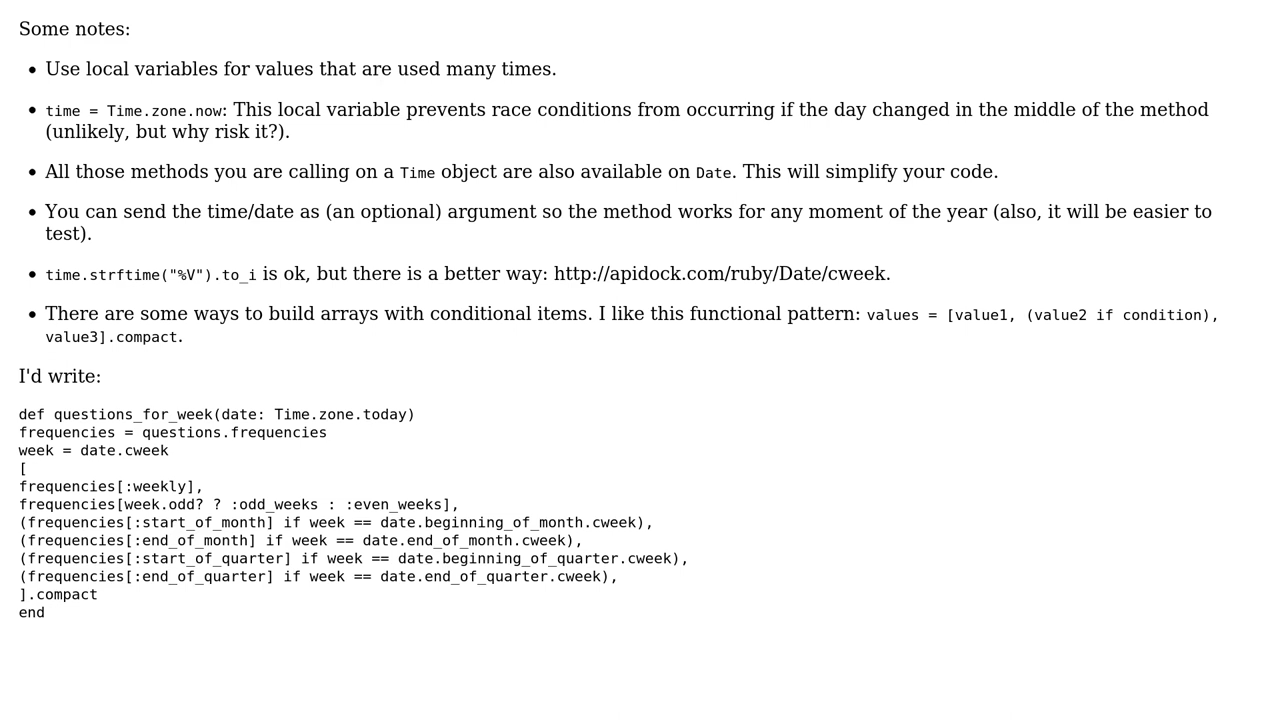 Some notes:
• Use local variables for values that are used many times.
• time = Time.zone.now: This local variable prevents race conditions from occurring if the day changed in the middle of the method
(unlikely, but why risk it?).
• All those methods you are calling on a Time object are also available on Date. This will simplify your code.
• You can send the time/date as (an optional) argument so the method works for any moment of the year (also, it will be easier to
test).
• time.strftime("%V").to_i is ok, but there is a better way: http://apidock.com/ruby/Date/cweek.
• There are some ways to build arrays with conditional items. I like this functional pattern: values = [value1, (value2 if condition),
value3].compact.
I'd write:
def questions_for_week(date: Time.zone.today)
frequencies = questions.frequencies
week = date.cweek
[
frequencies[:weekly],
frequencies[week.odd? ? :odd_weeks : :even_weeks],
(frequencies[:start_of_month] if week == date.beginning_of_month.cweek),
(frequencies[:end_of_month] if week == date.end_of_month.cweek),
(frequencies[:start_of_quarter] if week == date.beginning_of_quarter.cweek),
(frequencies[:end_of_quarter] if week == date.end_of_quarter.cweek),
].compact
end